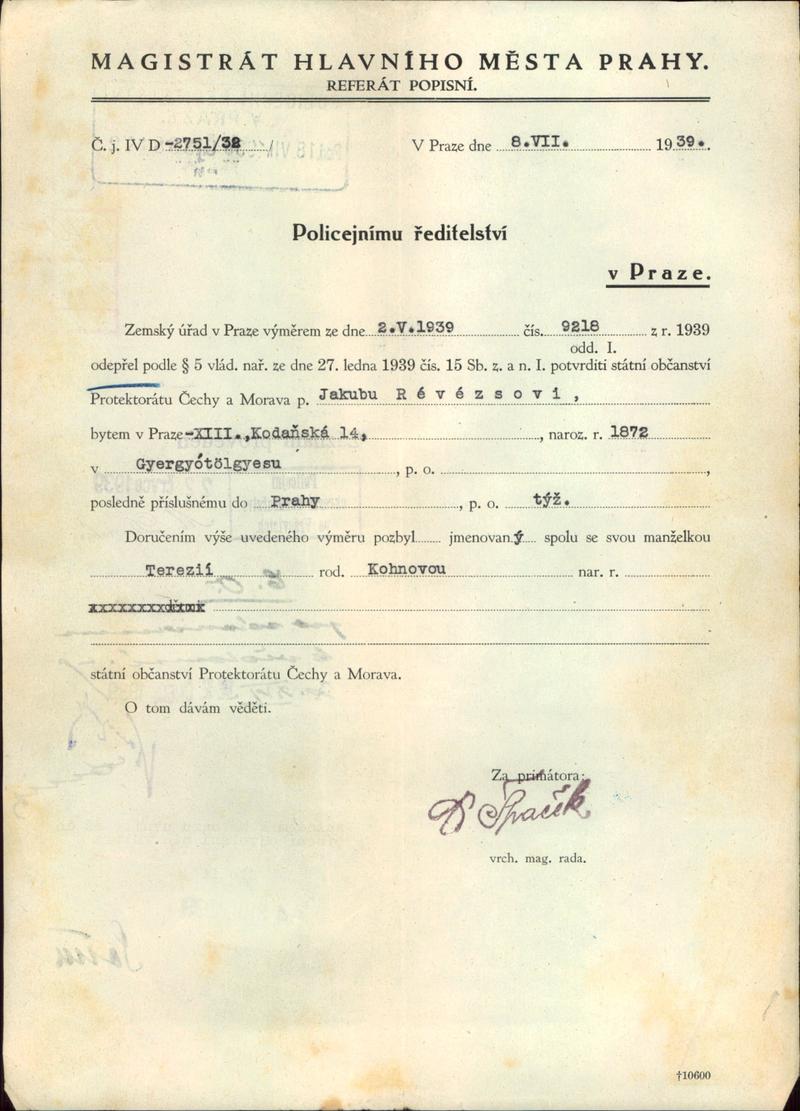 MAGISTRÁT HLAVNÍHO MĚSTA PRAHY.
REFERÁT POPISNÍ.
Č. j. IV D -2751/38 /
V Praze dne 8.VII. 1939.
Policejnímu ředitelství
v Praze.
Zemský úřad v Praze výměrem ze dne 2.V.1939 čís. 9218 z r. 1939
odd. I.
odepřel podle § 5 vlád. nař. ze dne 27. ledna 1939 čís. 15 Sb. z. a n. I. potvrditi státní občanství
Protektorátu Čechy a Morava p. Jakubu Révézsovi,
bytem v Praze-XIII.,Kodaňská 14, , naroz. r. 1872
v Gyergyótölgyesu , p. o. ,
posledně příslušnému do Prahy , p. o. týž.
Doručením výše uvedeného výměru pozbyl jmenovaný spolu se svou manželkou
Terezií rod. Kohnovou nar. r.
státní občanství Protektorátu Čechy a Morava.
O tom dávám věděti.
Za primátora:
Špaček
vrch. mag. rada.
†10600